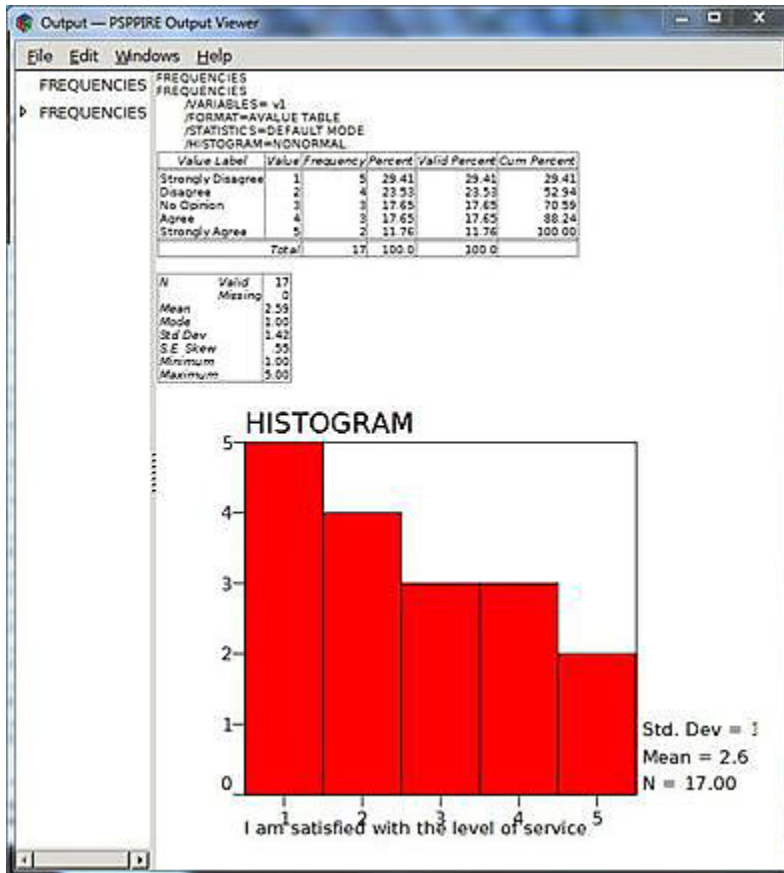 Output — PSPPIRE Output Viewer
File Edit Windows Help
FREQUENCIES
FREQUENCIES
FREQUENCIES
FREQUENCIES
/VARIABLES= v1
/FORMAT=AVALUE TABLE
/STATISTICS=DEFAULT MODE
/HISTOGRAM=NONORMAL
Value Label Value Frequency Percent Valid Percent Cum Percent
Strongly Disagree 1 5 29.41 29.41 29.41
Disagree 2 4 23.53 23.53 52.94
No Opinion 3 3 17.65 17.65 70.59
Agree 4 3 17.65 17.65 88.24
Strongly Agree 5 2 11.76 11.76 100.00
Total 17 100.0 100.0
N Valid 17
Missing 0
Mean 2.59
Mode 1.00
Std Dev 1.42
S.E. Skew .55
Minimum 1.00
Maximum 5.00
HISTOGRAM
5
4
3
2
1
0
1 2 3 4 5
I am satisfied with the level of service
Std. Dev = 1
Mean = 2.6
N = 17.00